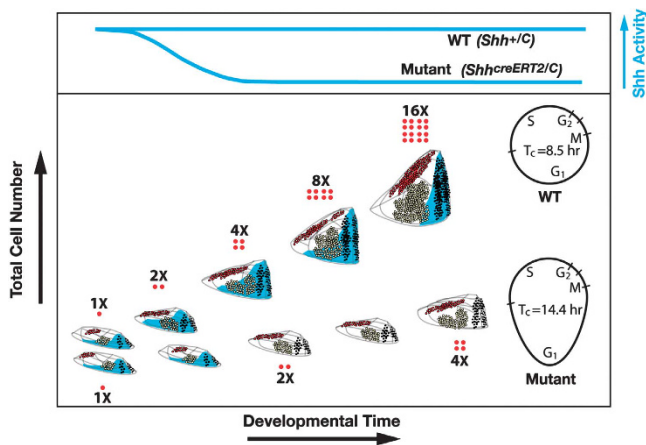 WT (Shh+/C)
Mutant (ShhcreERT2/C)
Shh Activity
16X
8X
4X
2X
1X
1X
2X
4X
S G2 M
TC=8.5 hr
G1
WT
S G2 M
TC=14.4 hr
G1
Mutant
Total Cell Number
Developmental Time